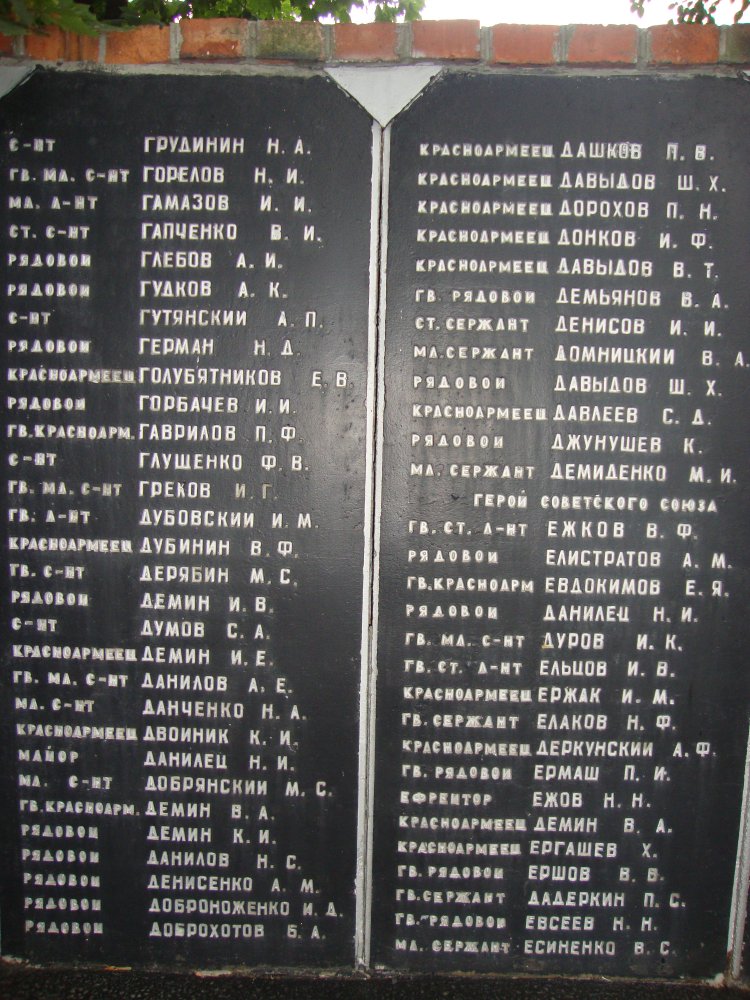 С-НТ ГРУДИНИН Н. А.
ГВ. МЛ. С-НТ ГОРЕЛОВ Н. И.
МЛ. Л-НТ ГАМАЗОВ И. И.
СТ. С-НТ ГАПЧЕНКО В. И.
РЯДОВОЙ ГЛЕБОВ А. И.
РЯДОВОЙ ГУДКОВ А. К.
С-НТ ГУТЯНСКИЙ А. П.
РЯДОВОЙ ГЕРМАН Н. Д.
КРАСНОАРМЕЕЦ ГОЛУБЯТНИКОВ Е. В.
РЯДОВОЙ ГОРБАЧЕВ И. И.
ГВ. КРАСНОАРМ. ГАВРИЛОВ П. Ф.
С-НТ ГЛУЩЕНКО Ф. В.
ГВ. МЛ. С-НТ ГРЕКОВ И. Г.
ГВ. Л-НТ ДУБОВСКИЙ И. М.
КРАСНОАРМЕЕЦ ДУБИНИН В. Ф.
ГВ. С-НТ ДЕРЯБИН М. С.
РЯДОВОЙ ДЕМИН И. В.
С-НТ ДУМОВ С. А.
КРАСНОАРМЕЕЦ ДЕМИН И. Е.
ГВ. МЛ. С-НТ ДАНИЛОВ А. Е.
МЛ. С-НТ ДАНЧЕНКО Н. А.
КРАСНОАРМЕЕЦ ДВОЙНИК К. И.
МАЙОР ДАНИЛЕЦ Н. И.
МЛ. С-НТ ДОБРЯНСКИЙ М. С.
ГВ. КРАСНОАРМ. ДЕМИН В. А.
РЯДОВОЙ ДЕМИН К. И.
РЯДОВОЙ ДАНИЛОВ Н. С.
РЯДОВОЙ ДЕНИСЕНКО А. М.
РЯДОВОЙ ДОБРОНОЖЕНКО И. Д.
РЯДОВОЙ ДОБРОХОТОВ Б. А.
КРАСНОАРМЕЕЦ ДАШКОВ П. В.
КРАСНОАРМЕЕЦ ДАВЫДОВ Ш. Х.
КРАСНОАРМЕЕЦ ДОРОХОВ П. Н.
КРАСНОАРМЕЕЦ ДОНКОВ И. Ф.
КРАСНОАРМЕЕЦ ДАВЫДОВ В. Т.
ГВ. РЯДОВОЙ ДЕМЬЯНОВ В. А.
СТ. СЕРЖАНТ ДЕНИСОВ И. И.
МЛ. СЕРЖАНТ ДОМНИЦКИЙ В. А.
РЯДОВОЙ ДАВЫДОВ Ш. Х.
КРАСНОАРМЕЕЦ ДАВЛЕЕВ С. Д.
РЯДОВОЙ ДЖУНУШЕВ К.
МЛ. СЕРЖАНТ ДЕМИДЕНКО М. И.
ГЕРОЙ СОВЕТСКОГО СОЮЗА
ГВ. СТ. Л-НТ ЕЖКОВ В. Ф.
РЯДОВОЙ ЕЛИСТРАТОВ А. М.
ГВ. КРАСНОАРМ ЕВДОКИМОВ Е. Я.
РЯДОВОЙ ДАНИЛЕЦ Н. И.
ГВ. МЛ. С-НТ ДУРОВ И. К.
ГВ. СТ. Л-НТ ЕЛЬЦОВ И. В.
КРАСНОАРМЕЕЦ ЕРЖАК И. М.
ГВ. СЕРЖАНТ ЕЛАКОВ Н. Ф.
КРАСНОАРМЕЕЦ ДЕРКУНСКИЙ А. Ф.
ГВ. РЯДОВОЙ ЕРМАШ П. И.
ЕФРЕЙТОР ЕЖОВ Н. Н.
КРАСНОАРМЕЕЦ ДЕМИН В. А.
КРАСНОАРМЕЕЦ ЕРГАШЕВ Х.
ГВ. РЯДОВОЙ ЕРШОВ В. В.
ГВ. СЕРЖАНТ ДАДЕРКИН П. С.
ГВ. РЯДОВОЙ ЕВСЕЕВ Н. Н.
МЛ. СЕРЖАНТ ЕСИНЕНКО В. С.